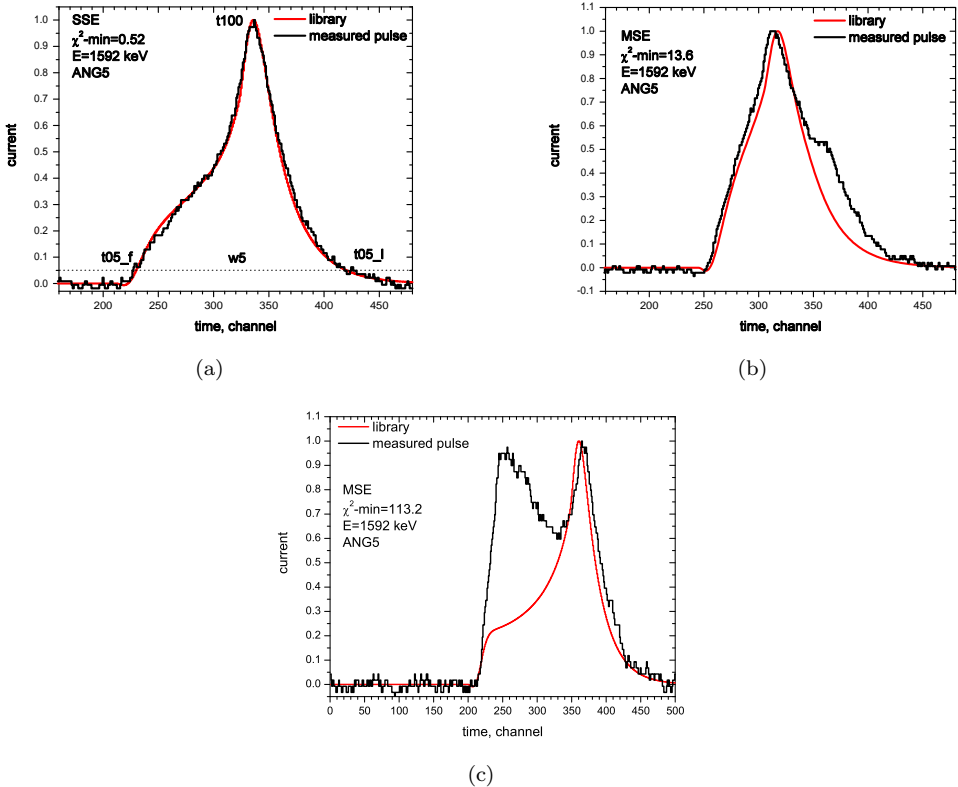 SSE
χ²-min=0.52
E=1592 keV
ANG5
t100
library
measured pulse
1.0
0.9
0.8
0.7
0.6
0.5
0.4
0.3
0.2
0.1
0.0
current
t05_f
w5
t05_l
200 250 300 350 400 450
time, channel
(a)
MSE
χ²-min=13.6
E=1592 keV
ANG5
library
measured pulse
1.1
1.0
0.9
0.8
0.7
0.6
0.5
0.4
0.3
0.2
0.1
0.0
-0.1
current
200 250 300 350 400 450
time, channel
(b)
library
measured pulse
MSE
χ²-min=113.2
E=1592 keV
ANG5
1.1
1.0
0.9
0.8
0.7
0.6
0.5
0.4
0.3
0.2
0.1
0.0
current
0 50 100 150 200 250 300 350 400 450 500
time, channel
(c)